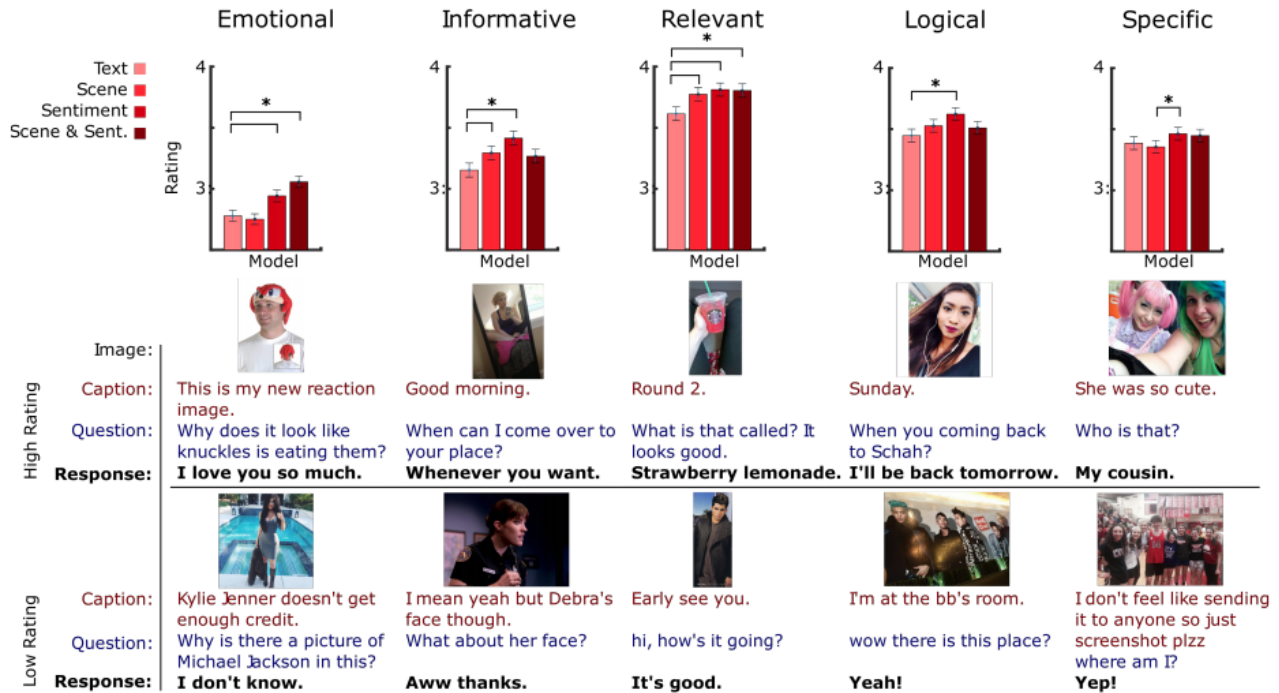 Emotional Informative Relevant Logical Specific
Text
Scene
Sentiment
Scene & Sent.
Rating
4
3
*
Model
4
3
*
Model
4
3
*
Model
4
3
*
Model
4
3
*
Model
High Rating
Image:
Caption:
This is my new reaction
image.
Good morning.
Round 2.
Sunday.
She was so cute.
Question:
Why does it look like
knuckles is eating them?
When can I come over to
your place?
What is that called? It
looks good.
When you coming back
to Schah?
Who is that?
Response:
I love you so much.
Whenever you want.
Strawberry lemonade.
I'll be back tomorrow.
My cousin.
Low Rating
Caption:
Kylie Jenner doesn't get
enough credit.
I mean yeah but Debra's
face though.
Early see you.
I'm at the bb's room.
I don't feel like sending
it to anyone so just
screenshot plzz
Question:
Why is there a picture of
Michael Jackson in this?
What about her face?
hi, how's it going?
wow there is this place?
where am I?
Response:
I don't know.
Aww thanks.
It's good.
Yeah!
Yep!